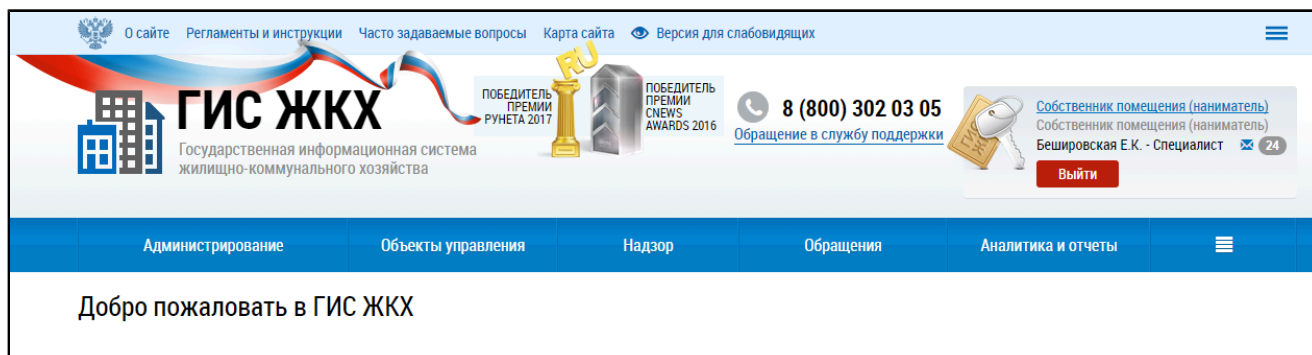 О сайте Регламенты и инструкции Часто задаваемые вопросы Карта сайта Версия для слабовидящих
ГИС ЖКХ
Государственная информационная система
жилищно-коммунального хозяйства
ПОБЕДИТЕЛЬ
ПРЕМИИ
РУНЕТА 2017
RU
ПОБЕДИТЕЛЬ
ПРЕМИИ
CNEWS
AWARDS 2016
8 (800) 302 03 05
Обращение в службу поддержки
ГИС
ЖК
Собственник помещения (наниматель)
Собственник помещения (наниматель)
Бешировская Е.К. - Специалист 24
Выйти
Администрирование Объекты управления Надзор Обращения Аналитика и отчеты
Добро пожаловать в ГИС ЖКХ